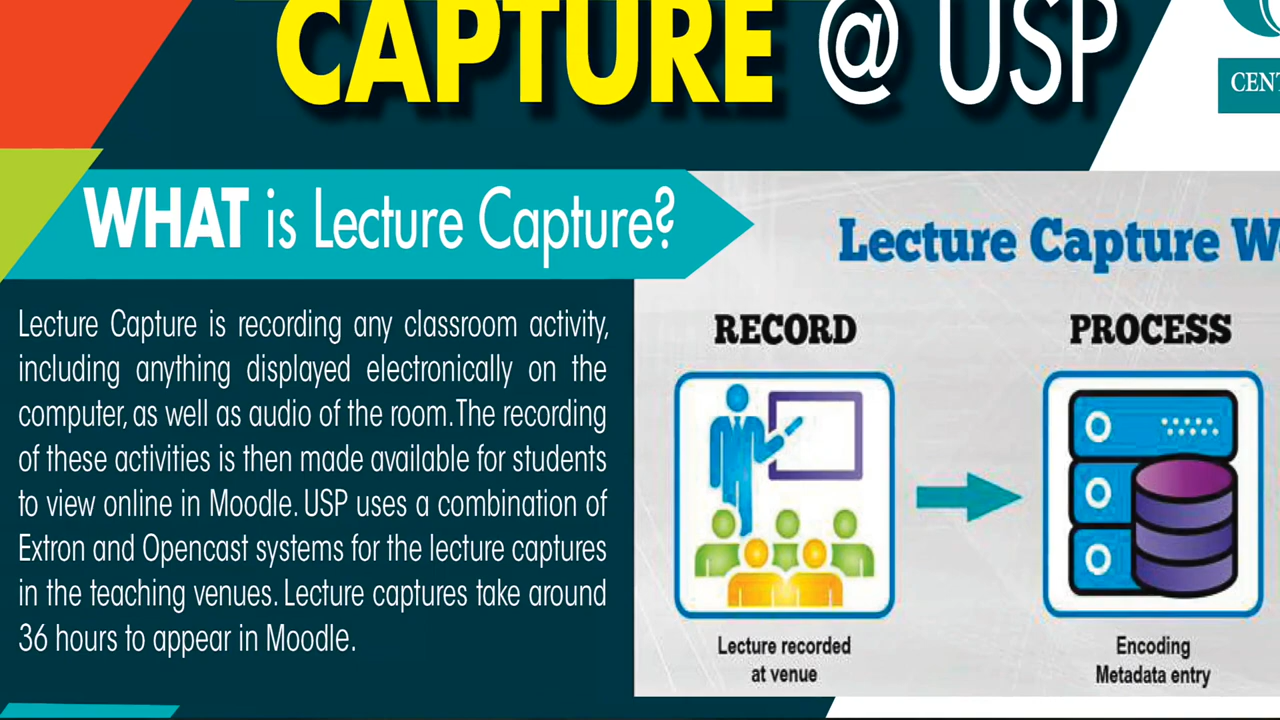 CAPTURE @ USP
WHAT is Lecture Capture?
Lecture Capture is recording any classroom activity,
including anything displayed electronically on the
computer, as well as audio of the room. The recording
of these activities is then made available for students
to view online in Moodle. USP uses a combination of
Extron and Opencast systems for the lecture captures
in the teaching venues. Lecture captures take around
36 hours to appear in Moodle.
Lecture Capture
RECORD
PROCESS
Lecture recorded
at venue
Encoding
Metadata entry